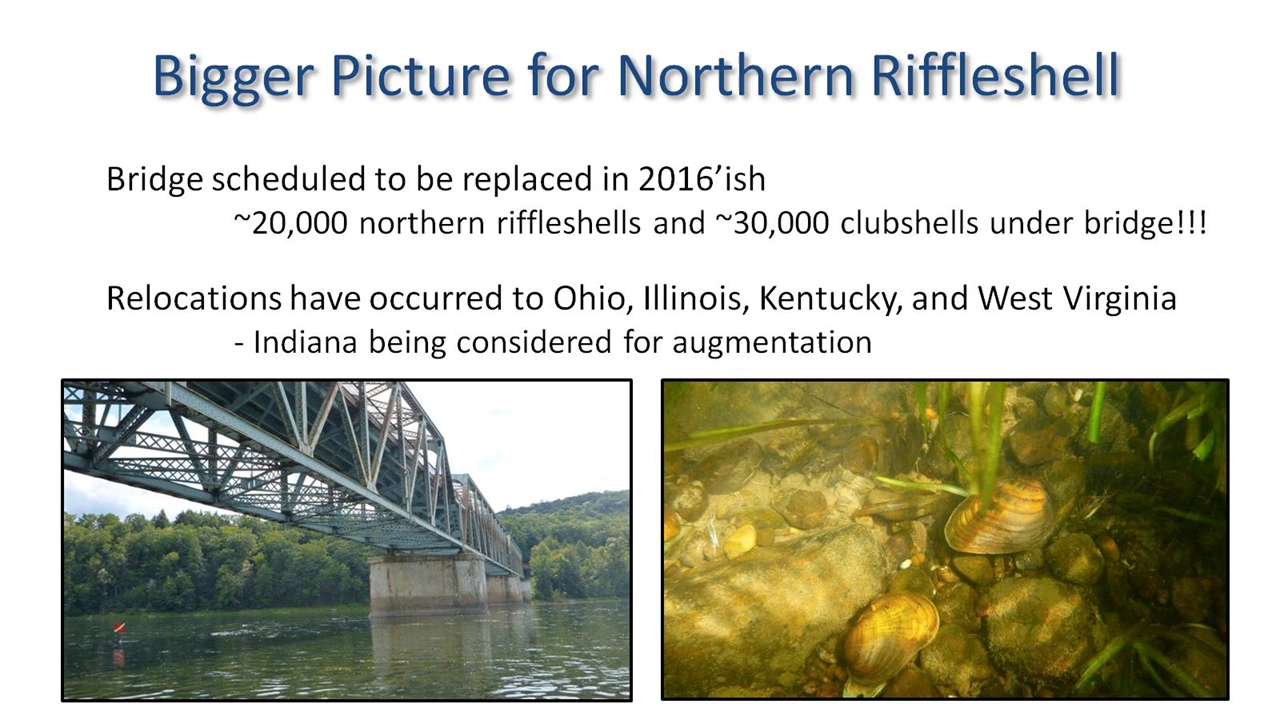 Bigger Picture for Northern Riffleshell
Bridge scheduled to be replaced in 2016’ish
~20,000 northern riffleshells and ~30,000 clubshells under bridge!!!
Relocations have occurred to Ohio, Illinois, Kentucky, and West Virginia
- Indiana being considered for augmentation